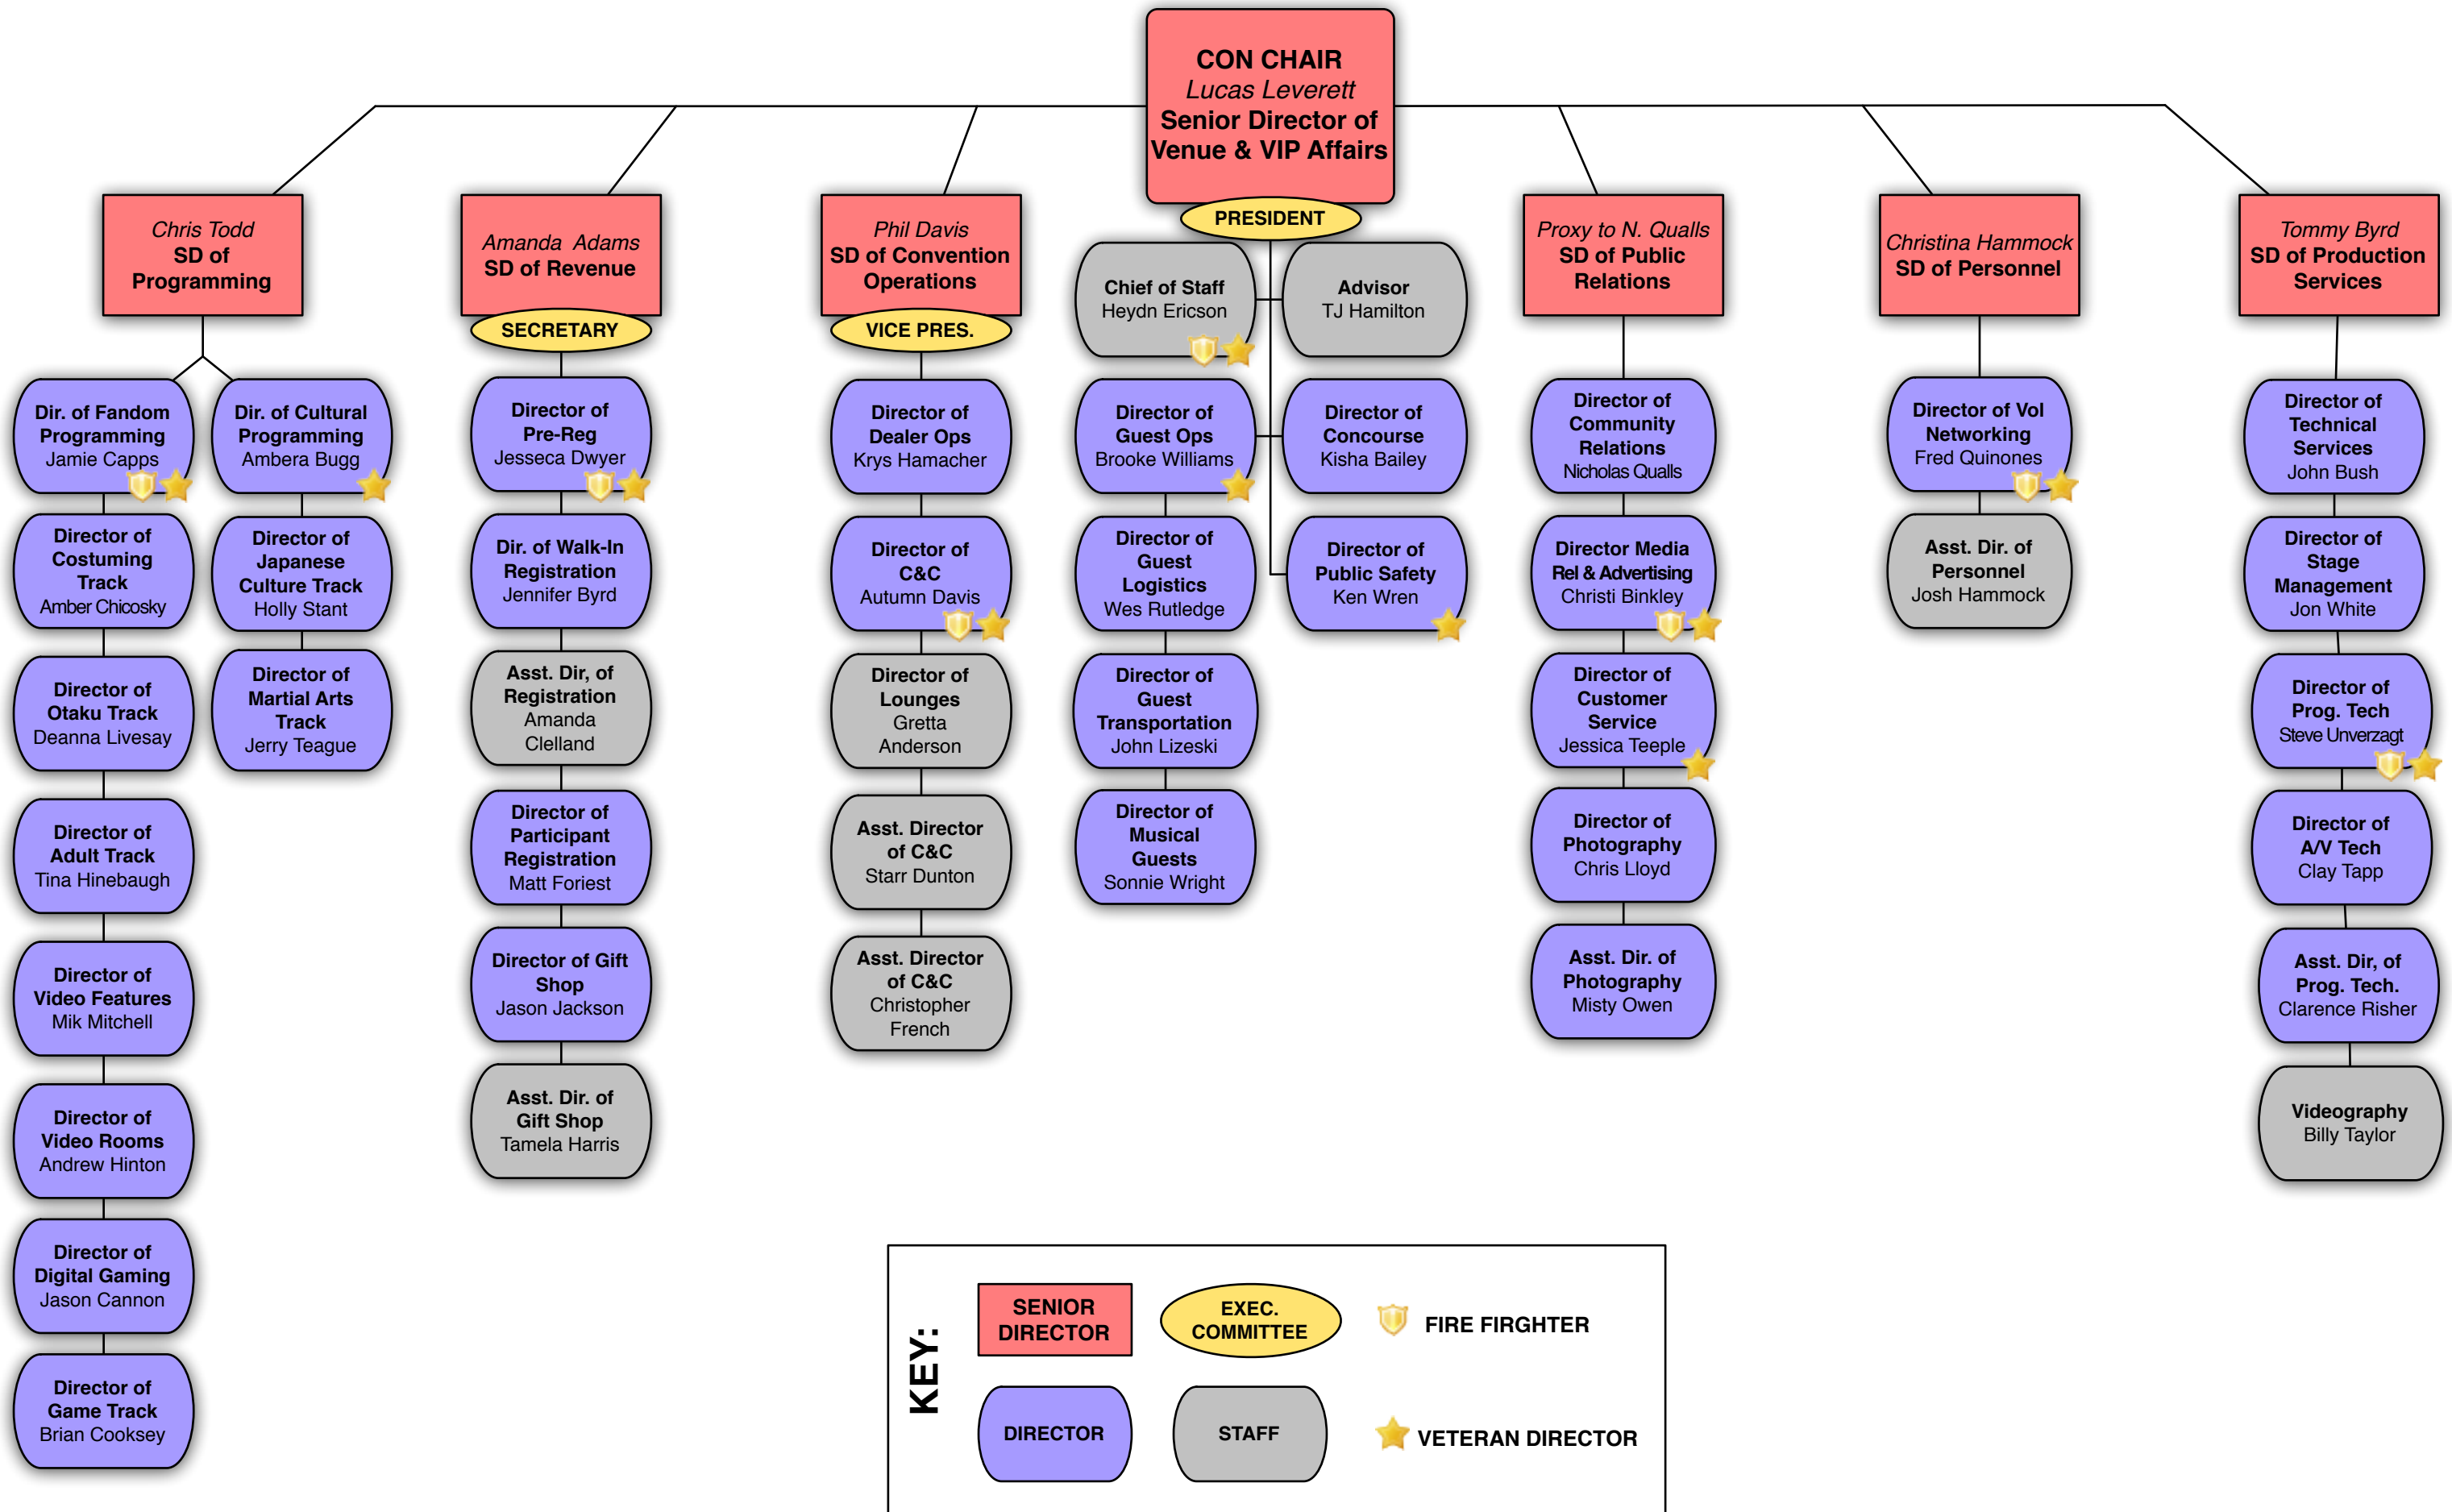 CON CHAIR
Lucas Leverett
Senior Director of
Venue & VIP Affairs
PRESIDENT
Chris Todd
SD of
Programming
Dir. of Fandom
Programming
Jamie Capps
Director of
Costuming
Track
Amber Chicosky
Director of
Otaku Track
Deanna Livesay
Director of
Adult Track
Tina Hinebaugh
Director of
Video Features
Mik Mitchell
Director of
Video Rooms
Andrew Hinton
Director of
Digital Gaming
Jason Cannon
Director of
Game Track
Brian Cooksey
Dir. of Cultural
Programming
Ambera Bugg
Director of
Japanese
Culture Track
Holly Stant
Director of
Martial Arts
Track
Jerry Teague
Amanda Adams
SD of Revenue
SECRETARY
Director of
Pre-Reg
Jesseca Dwyer
Dir. of Walk-In
Registration
Jennifer Byrd
Asst. Dir, of
Registration
Amanda
Clelland
Director of
Participant
Registration
Matt Foriest
Director of Gift
Shop
Jason Jackson
Asst. Dir. of
Gift Shop
Tamela Harris
Phil Davis
SD of Convention
Operations
VICE PRES.
Director of
Dealer Ops
Krys Hamacher
Director of
C&C
Autumn Davis
Director of
Lounges
Gretta
Anderson
Asst. Director
of C&C
Starr Dunton
Asst. Director
of C&C
Christopher
French
Chief of Staff
Heydn Ericson
Advisor
TJ Hamilton
Director of
Guest Ops
Brooke Williams
Director of
Concourse
Kisha Bailey
Director of
Guest
Logistics
Wes Rutledge
Director of
Public Safety
Ken Wren
Director of
Guest
Transportation
John Lizeski
Director of
Musical
Guests
Sonnie Wright
Proxy to N. Qualls
SD of Public
Relations
Director of
Community
Relations
Nicholas Qualls
Director Media
Rel & Advertising
Christi Binkley
Director of
Customer
Service
Jessica Teeple
Director of
Photography
Chris Lloyd
Asst. Dir. of
Photography
Misty Owen
Christina Hammock
SD of Personnel
Director of Vol
Networking
Fred Quinones
Asst. Dir. of
Personnel
Josh Hammock
Tommy Byrd
SD of Production
Services
Director of
Technical
Services
John Bush
Director of
Stage
Management
Jon White
Director of
Prog. Tech
Steve Unverzagt
Director of
A/V Tech
Clay Tapp
Asst. Dir, of
Prog. Tech.
Clarence Risher
Videography
Billy Taylor
KEY:
SENIOR
DIRECTOR
EXEC.
COMMITTEE
FIRE FIRGHTER
DIRECTOR
STAFF
VETERAN DIRECTOR